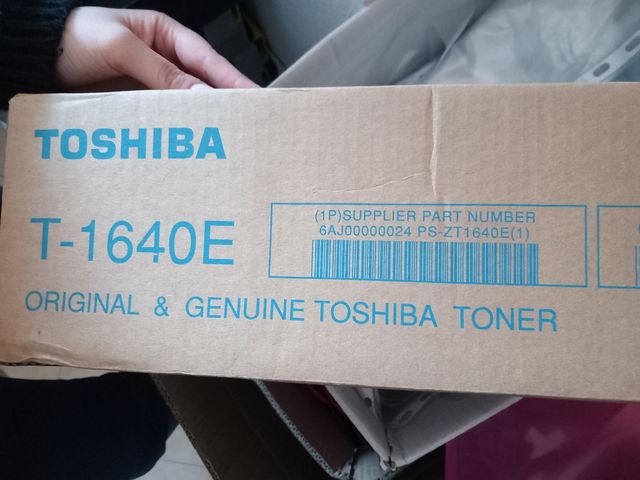 TOSHIBA
T-1640E
(1P)SUPPLIER PART NUMBER
6AJ00000024 PS-ZT1640E(1)
ORIGINAL & GENUINE TOSHIBA TONER